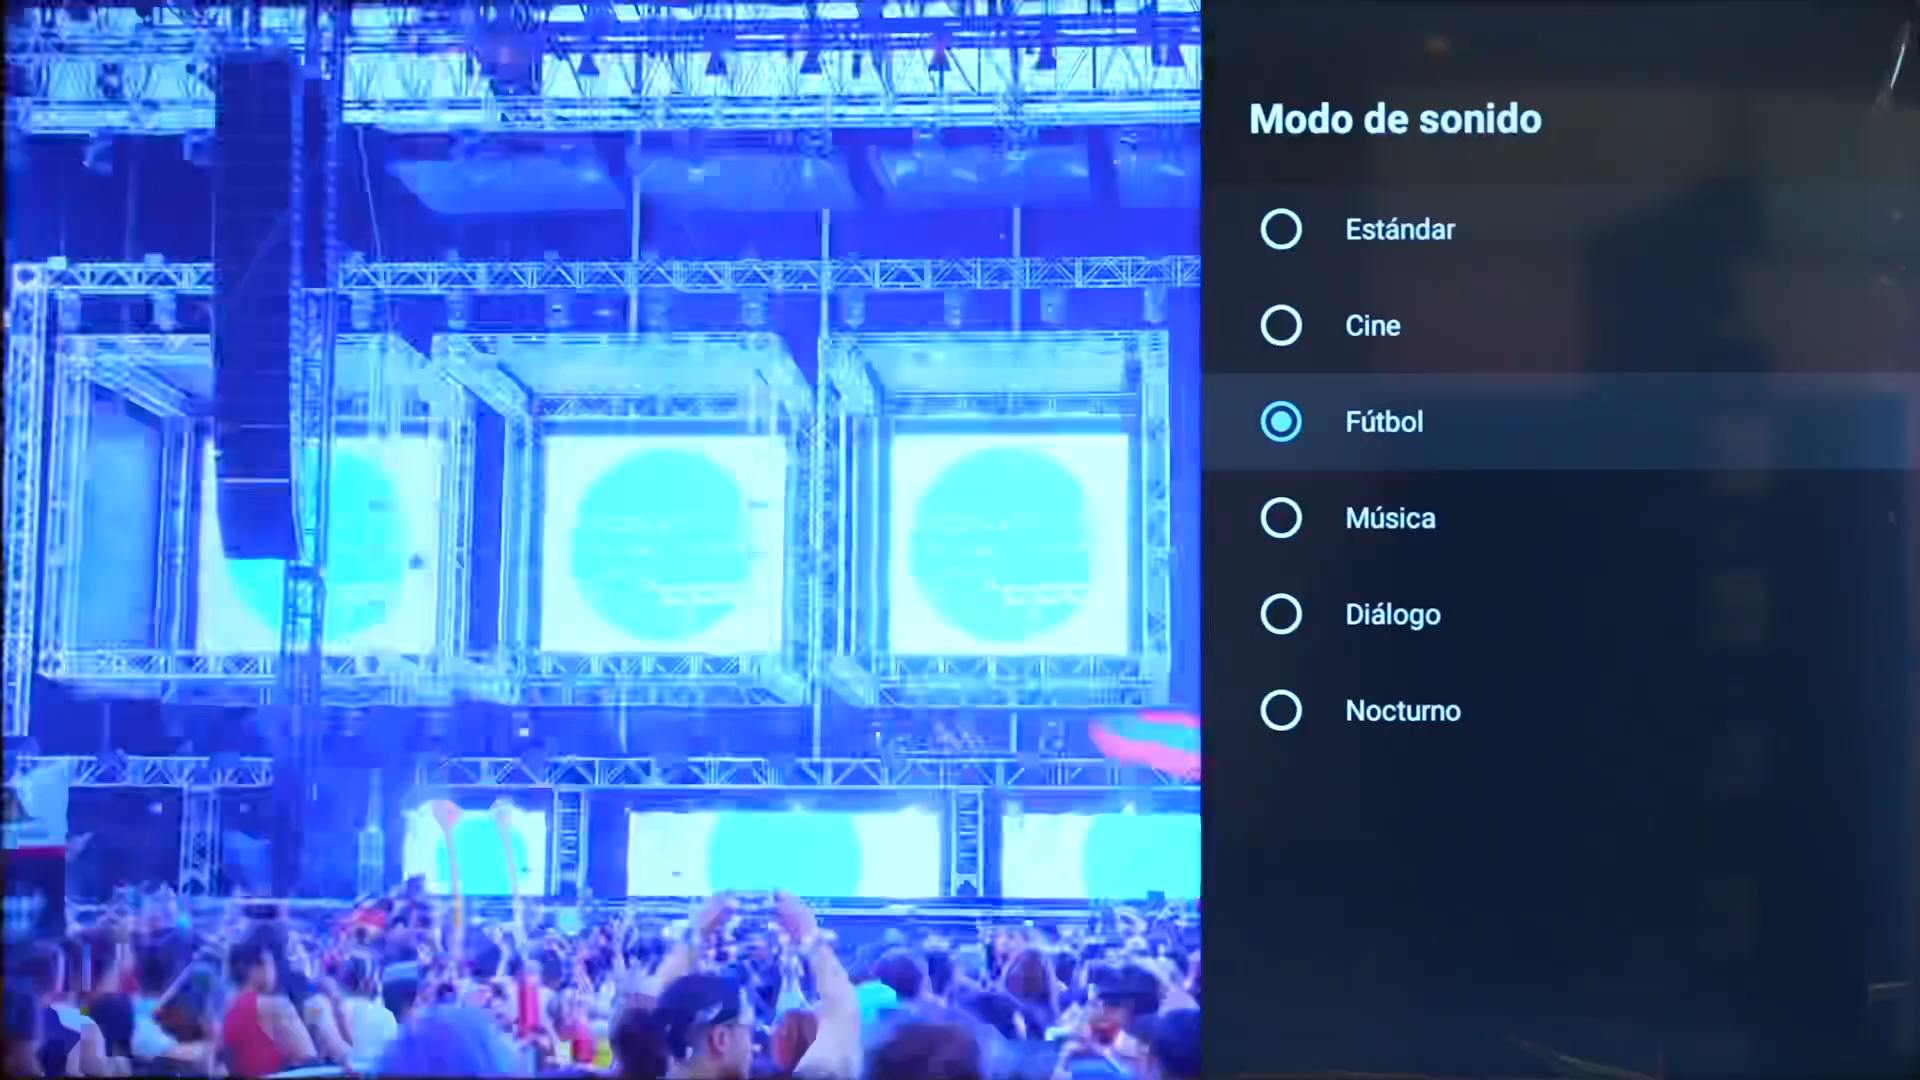 Modo de sonido
Estándar
Cine
Fútbol
Música
Diálogo
Nocturno